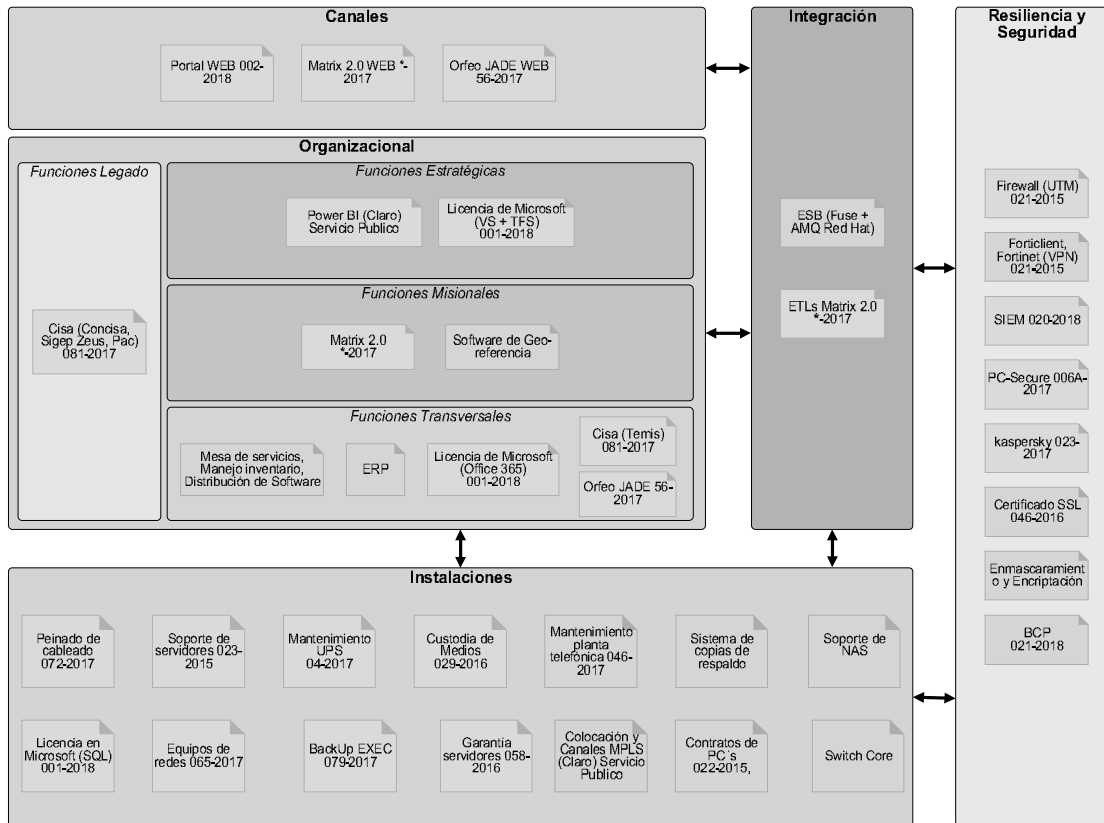 Canales
Portal WEB 002-
2018
Matrix 2.0 WEB *-
2017
Orfeo JADE WEB
56-2017
Organizacional
Funciones Legado
Cisa (Concisa,
Sigep Zeus, Pac)
081-2017
Funciones Estratégicas
Power BI (Claro)
Servicio Publico
Licencia de Microsoft
(VS + TFS)
001-2018
Funciones Misionales
Matrix 2.0
*-2017
Software de Geo-
referencia
Funciones Transversales
Mesa de servicios,
Manejo inventario,
Distribución de Software
ERP
Licencia de Microsoft
(Office 365)
001-2018
Cisa (Temis)
081-2017
Orfeo JADE 56-
2017
Integración
ESB (Fuse +
AMQ Red Hat)
ETLs Matrix 2.0
*-2017
Resiliencia y
Seguridad
Firewall (UTM)
021-2015
Forticlient,
Fortinet (VPN)
021-2015
SIEM 020-2018
PC-Secure 006A-
2017
kaspersky 023-
2017
Certificado SSL
046-2016
Enmascaramient
o y Encriptación
BCP
021-2018
Instalaciones
Peinado de
cableado
072-2017
Soporte de
servidores 023-
2015
Mantenimiento
UPS
04-2017
Custodia de
Medios
029-2016
Mantenimiento
planta
telefónica 046-
2017
Sistema de
copias de
respaldo
Soporte de
NAS
Licencia en
Microsoft (SQL)
001-2018
Equipos de
redes 065-2017
BackUp EXEC
079-2017
Garantía
servidores 058-
2016
Colocación y
Canales MPLS
(Claro) Servicio
Publico
Contratos de
PC´s
022-2015,
Switch Core